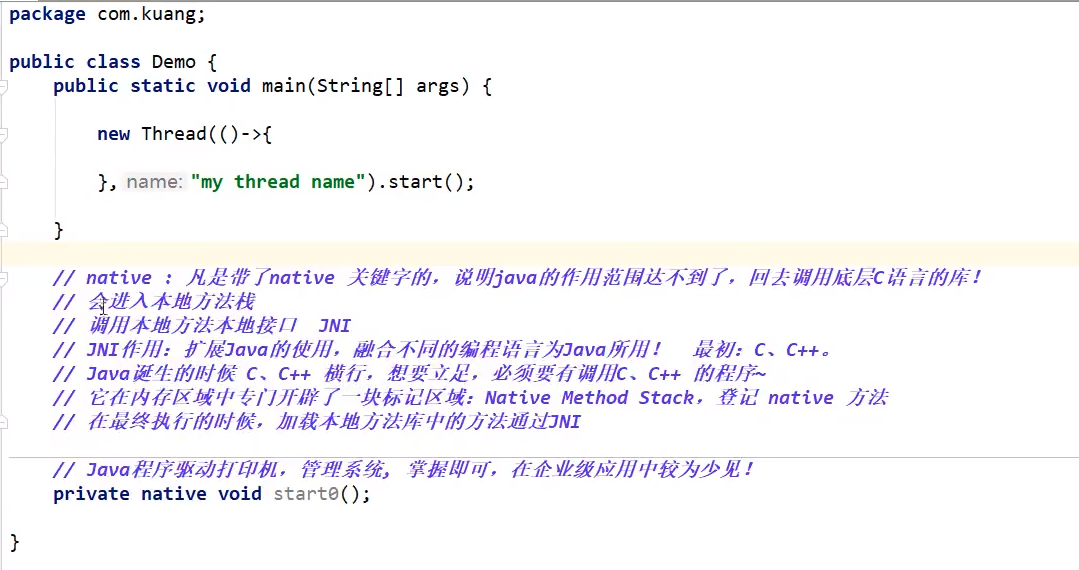 package com.kuang;
public class Demo {
public static void main(String[] args) {
new Thread(()->{
}, name: "my thread name").start();
}
// native : 凡是带了native 关键字的，说明java的作用范围达不到了，回去调用底层C语言的库！
// 会进入本地方法栈
// 调用本地方法本地接口 JNI
// JNI作用：扩展Java的使用，融合不同的编程语言为Java所用！ 最初：C、C++。
// Java诞生的时候 C、C++ 横行，想要立足，必须要有调用C、C++ 的程序~
// 它在内存区域中专门开辟了一块标记区域：Native Method Stack，登记 native 方法
// 在最终执行的时候，加载本地方法库中的方法通过JNI
// Java程序驱动打印机，管理系统, 掌握即可，在企业级应用中较为少见！
private native void start0();
}